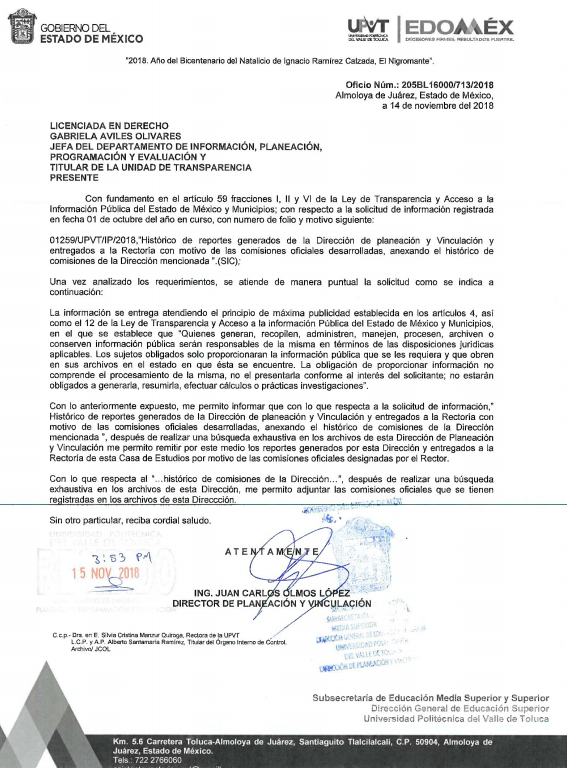 GOBIERNO DEL
ESTADO DE MÉXICO
UPVT
UNIVERSIDAD POLITÉCNICA
DEL VALLE DE TOLUCA
EDOMÉX
DECISIONES FIRMES, RESULTADOS FUERTES.
"2018. Año del Bicentenario del Natalicio de Ignacio Ramírez Calzada, El Nigromante".
Oficio Núm.: 205BL16000/713/2018
Almoloya de Juárez, Estado de México,
a 14 de noviembre del 2018
LICENCIADA EN DERECHO
GABRIELA AVILES OLIVARES
JEFA DEL DEPARTAMENTO DE INFORMACIÓN, PLANEACIÓN,
PROGRAMACIÓN Y EVALUACIÓN Y
TITULAR DE LA UNIDAD DE TRANSPARENCIA
PRESENTE
Con fundamento en el artículo 59 fracciones I, II y VI de la Ley de Transparencia y Acceso a la
Información Pública del Estado de México y Municipios; con respecto a la solicitud de información registrada
en fecha 01 de octubre del año en curso, con numero de folio y motivo siguiente:
01259/UPVT/IP/2018,"Histórico de reportes generados de la Dirección de planeación y Vinculación y
entregados a la Rectoría con motivo de las comisiones oficiales desarrolladas, anexando el histórico de
comisiones de la Dirección mencionada ".(SIC);
Una vez analizado los requerimientos, se atiende de manera puntual la solicitud como se indica a
continuación:
La información se entrega atendiendo el principio de máxima publicidad establecida en los artículos 4, así
como el 12 de la Ley de Transparencia y Acceso a la información Pública del Estado de México y Municipios,
en el que se establece que "Quienes generan, recopilen, administren, manejen, procesen, archiven o
conserven información pública serán responsables de la misma en términos de las disposiciones jurídicas
aplicables. Los sujetos obligados solo proporcionaran la información pública que se les requiera y que obren
en sus archivos en el estado en que ésta se encuentre. La obligación de proporcionar información no
comprende el procesamiento de la misma, no el presentarla conforme al interés del solicitante; no estarán
obligados a generarla, resumirla, efectuar cálculos o prácticas investigaciones".
Con lo anteriormente expuesto, me permito Informar que con lo que respecta a la solicitud de información,"
Histórico de reportes generados de la Dirección de planeación y Vinculación y entregados a la Rectoría con
motivo de las comisiones oficiales desarrolladas, anexando el histórico de comisiones de la Dirección
mencionada ", después de realizar una búsqueda exhaustiva en los archivos de esta Dirección de Planeación
y Vinculación me permito remitir por este medio los reportes generados por esta Dirección y entregados a la
Rectoría de esta Casa de Estudios por motivo de las comisiones oficiales designadas por el Rector.
Con lo que respecta al "...histórico de comisiones de la Dirección...", después de realizar una búsqueda
exhaustiva en los archivos de esta Dirección, me permito adjuntar las comisiones oficiales que se tienen
registradas en los archivos de esta Direcccción.
Sin otro particular, reciba cordial saludo.
3:53 PM
15 NOV 2018
ATENTAMENTE
ING. JUAN CARLOS OLMOS LÓPEZ
DIRECTOR DE PLANEACIÓN Y VINCULACIÓN
C.c.p.- Dra. en E. Silvia Cristina Manzur Quiroga, Rectora de la UPVT
L.C.P. y A.P. Alberto Santamaría Ramírez, Titular del Órgano Interno de Control.
Archivo/ JCOL
Subsecretaría de Educación Media Superior y Superior
Dirección General de Educación Superior
Universidad Politécnica del Valle de Toluca
Km. 5.6 Carretera Toluca-Almoloya de Juárez, Santiaguito Tlalcilalcali, C.P. 50904, Almoloya de
Juárez, Estado de México.
Tels.: 722 2766060